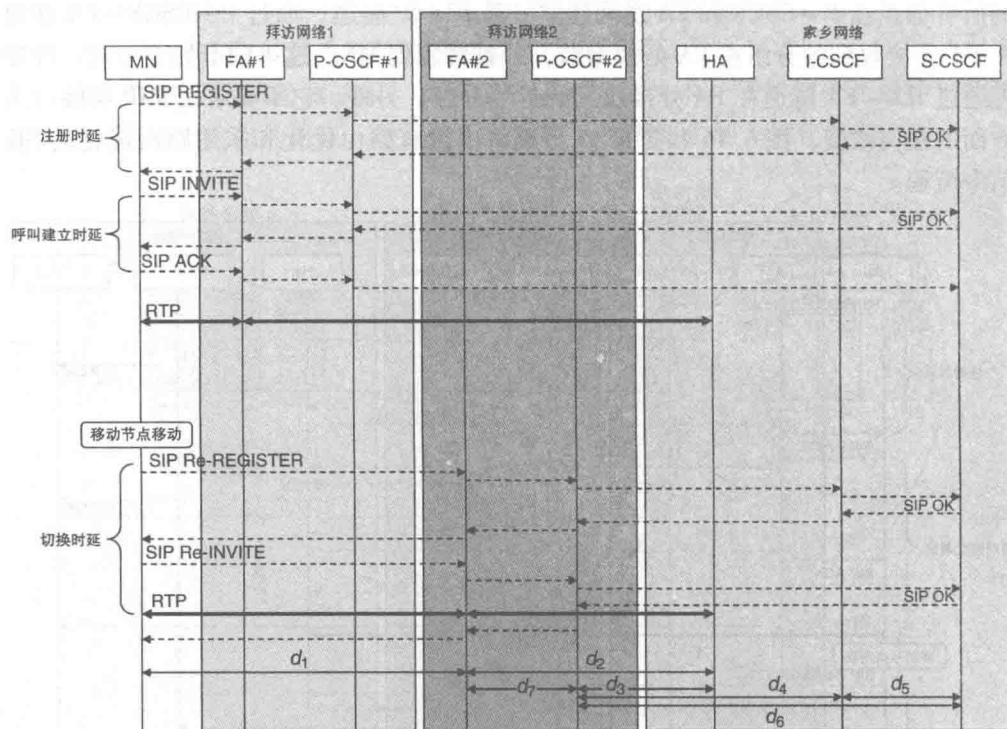 拜访网络1 拜访网络2 家乡网络
MN FA#1 P-CSCF#1 FA#2 P-CSCF#2 HA I-CSCF S-CSCF
SIP REGISTER
注册时延
SIP OK
SIP INVITE
SIP OK
呼叫建立时延
SIP ACK
RTP
移动节点移动
SIP Re-REGISTER
SIP OK
切换时延
SIP Re-INVITE
SIP OK
RTP
d1 d2
d7 d3 d4 d5
d6